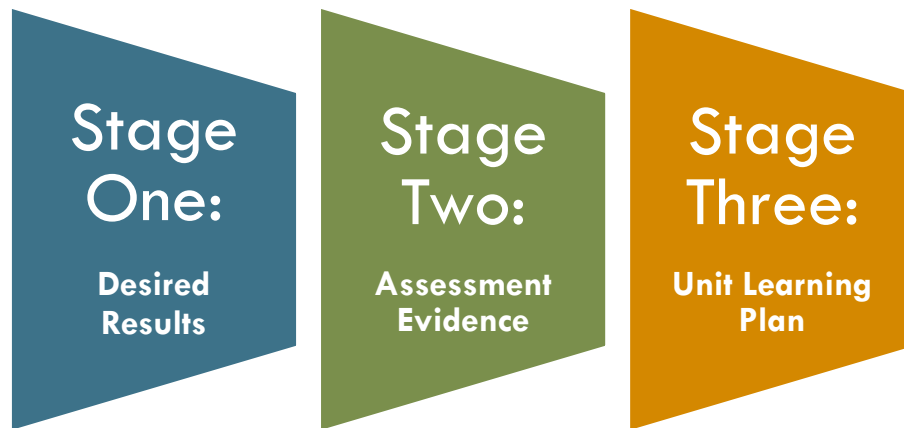 Stage
One:
Desired
Results
Stage
Two:
Assessment
Evidence
Stage
Three:
Unit Learning
Plan